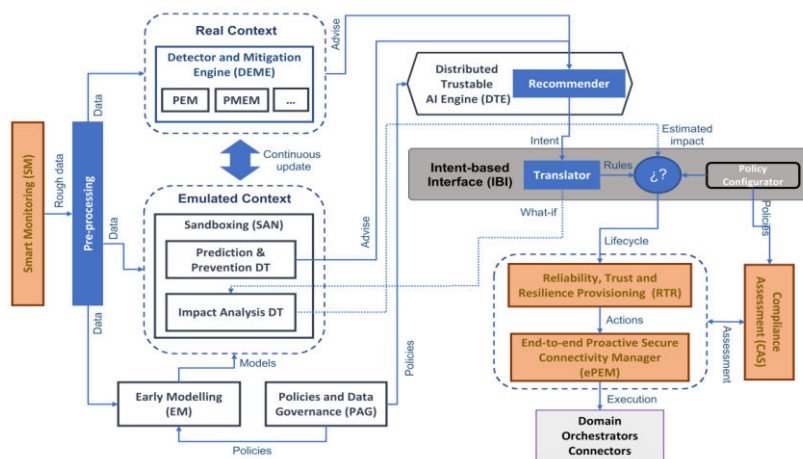 Real Context
Detector and Mitigation
Engine (DEME)
PEM
PMEM
...
Advise
Data
Distributed
Trustable
AI Engine (DTE)
Recommender
Smart Monitoring (SM)
Rough data
Pre-processing
Continuous
update
Data
Emulated Context
Sandboxing (SAN)
Prediction &
Prevention DT
Impact Analysis DT
Advise
Intent
Estimated
impact
Intent-based
Interface (IBI)
Translator
Rules
¿?
Policy
Configurator
What-if
Policies
Lifecycle
Reliability, Trust and
Resilience Provisioning (RTR)
Actions
End-to-end Proactive Secure
Connectivity Manager
(ePEM)
Assessment
Compliance
Assessment (CAS)
Data
Models
Policies
Early Modelling
(EM)
Policies and Data
Governance (PAG)
Policies
Execution
Domain
Orchestrators
Connectors